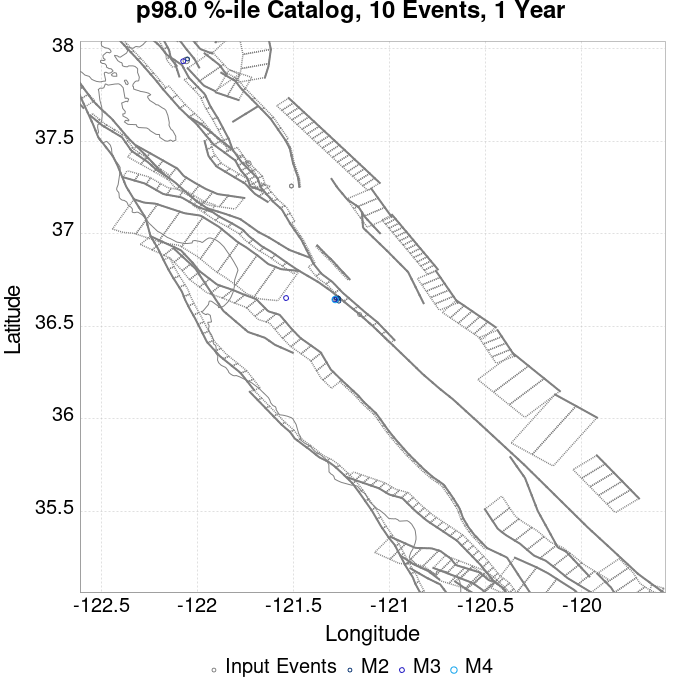 p98.0 %-ile Catalog, 10 Events, 1 Year
38
37.5
37
36.5
36
35.5
Latitude
-122.5 -122 -121.5 -121 -120.5 -120
Longitude
Input Events M2 M3 M4